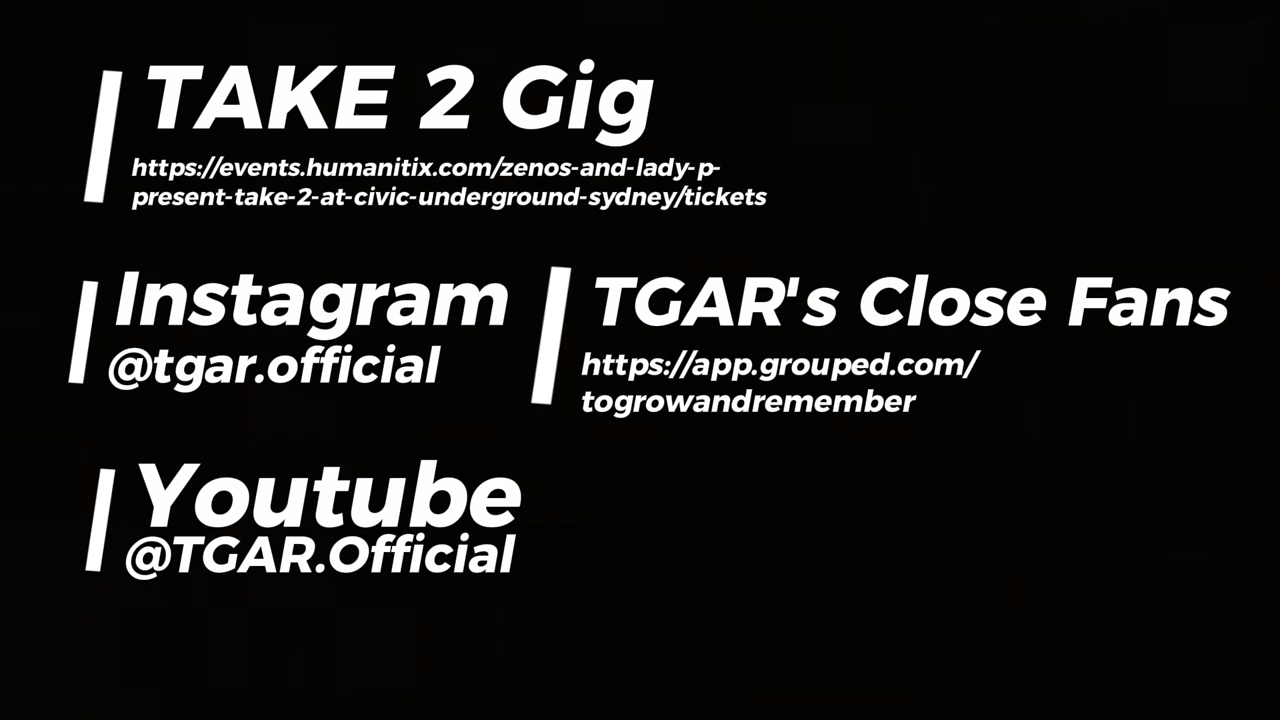 TAKE 2 Gig
https://events.humanitix.com/zenos-and-lady-p-
present-take-2-at-civic-underground-sydney/tickets
Instagram
@tgar.official
TGAR's Close Fans
https://app.grouped.com/
togrowandremember
Youtube
@TGAR.Official